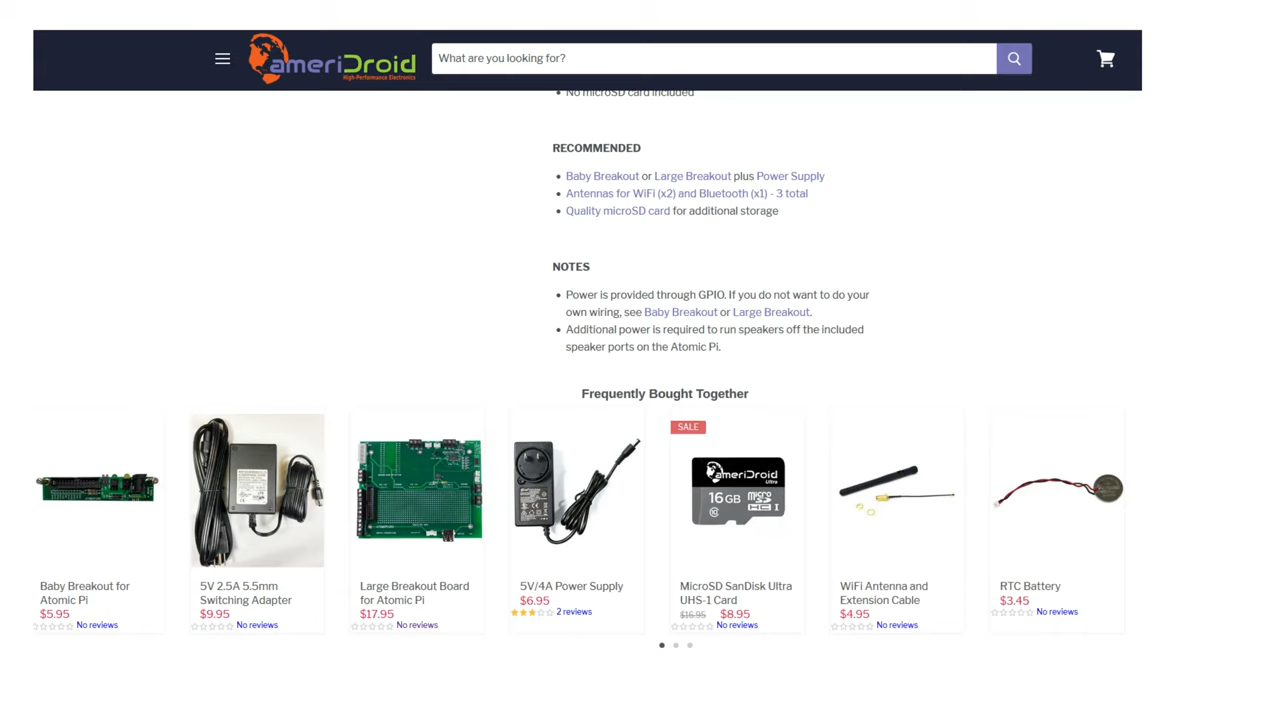 ameriDroid
High-Performance Electronics
What are you looking for?
No microSD card included
RECOMMENDED
Baby Breakout or Large Breakout plus Power Supply
Antennas for WiFi (x2) and Bluetooth (x1) - 3 total
Quality microSD card for additional storage
NOTES
Power is provided through GPIO. If you do not want to do your
own wiring, see Baby Breakout or Large Breakout.
Additional power is required to run speakers off the included
speaker ports on the Atomic Pi.
Frequently Bought Together
Baby Breakout for
Atomic Pi
$5.95
No reviews
5V 2.5A 5.5mm
Switching Adapter
$9.95
No reviews
Large Breakout Board
for Atomic Pi
$17.95
No reviews
5V/4A Power Supply
$6.95
2 reviews
SALE
ameriDroid
Ultra
16GB micro
SD
HC I
MicroSD SanDisk Ultra
UHS-1 Card
$16.95 $8.95
No reviews
WiFi Antenna and
Extension Cable
$4.95
No reviews
RTC Battery
$3.45
No reviews